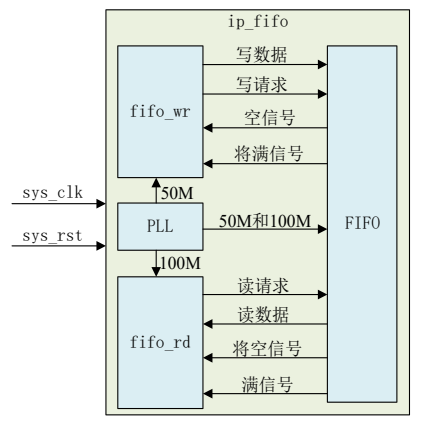 ip_fifo
写数据
写请求
fifo_wr
空信号
将满信号
sys_clk
50M
PLL
50M和100M
FIFO
sys_rst
100M
读请求
读数据
fifo_rd
将空信号
满信号